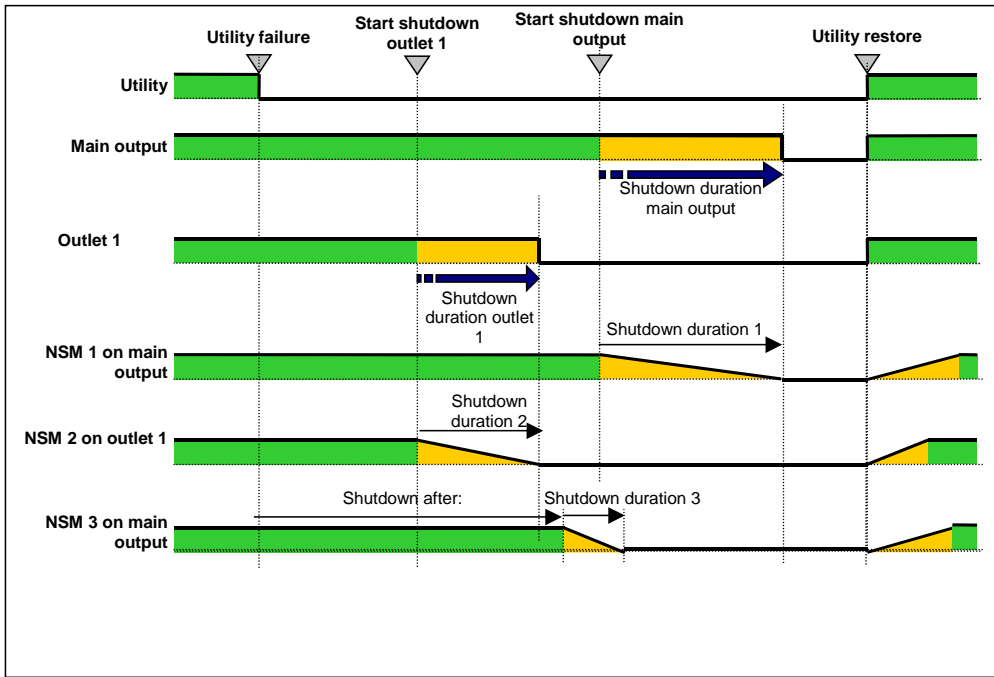 Start shutdown main
output
Start shutdown
outlet 1
Utility failure
Utility restore
Utility
Main output
Shutdown duration
main output
Outlet 1
Shutdown
duration outlet
1
NSM 1 on main
output
Shutdown duration 1
Shutdown
duration 2
NSM 2 on outlet 1
Shutdown after:
Shutdown duration 3
NSM 3 on main
output